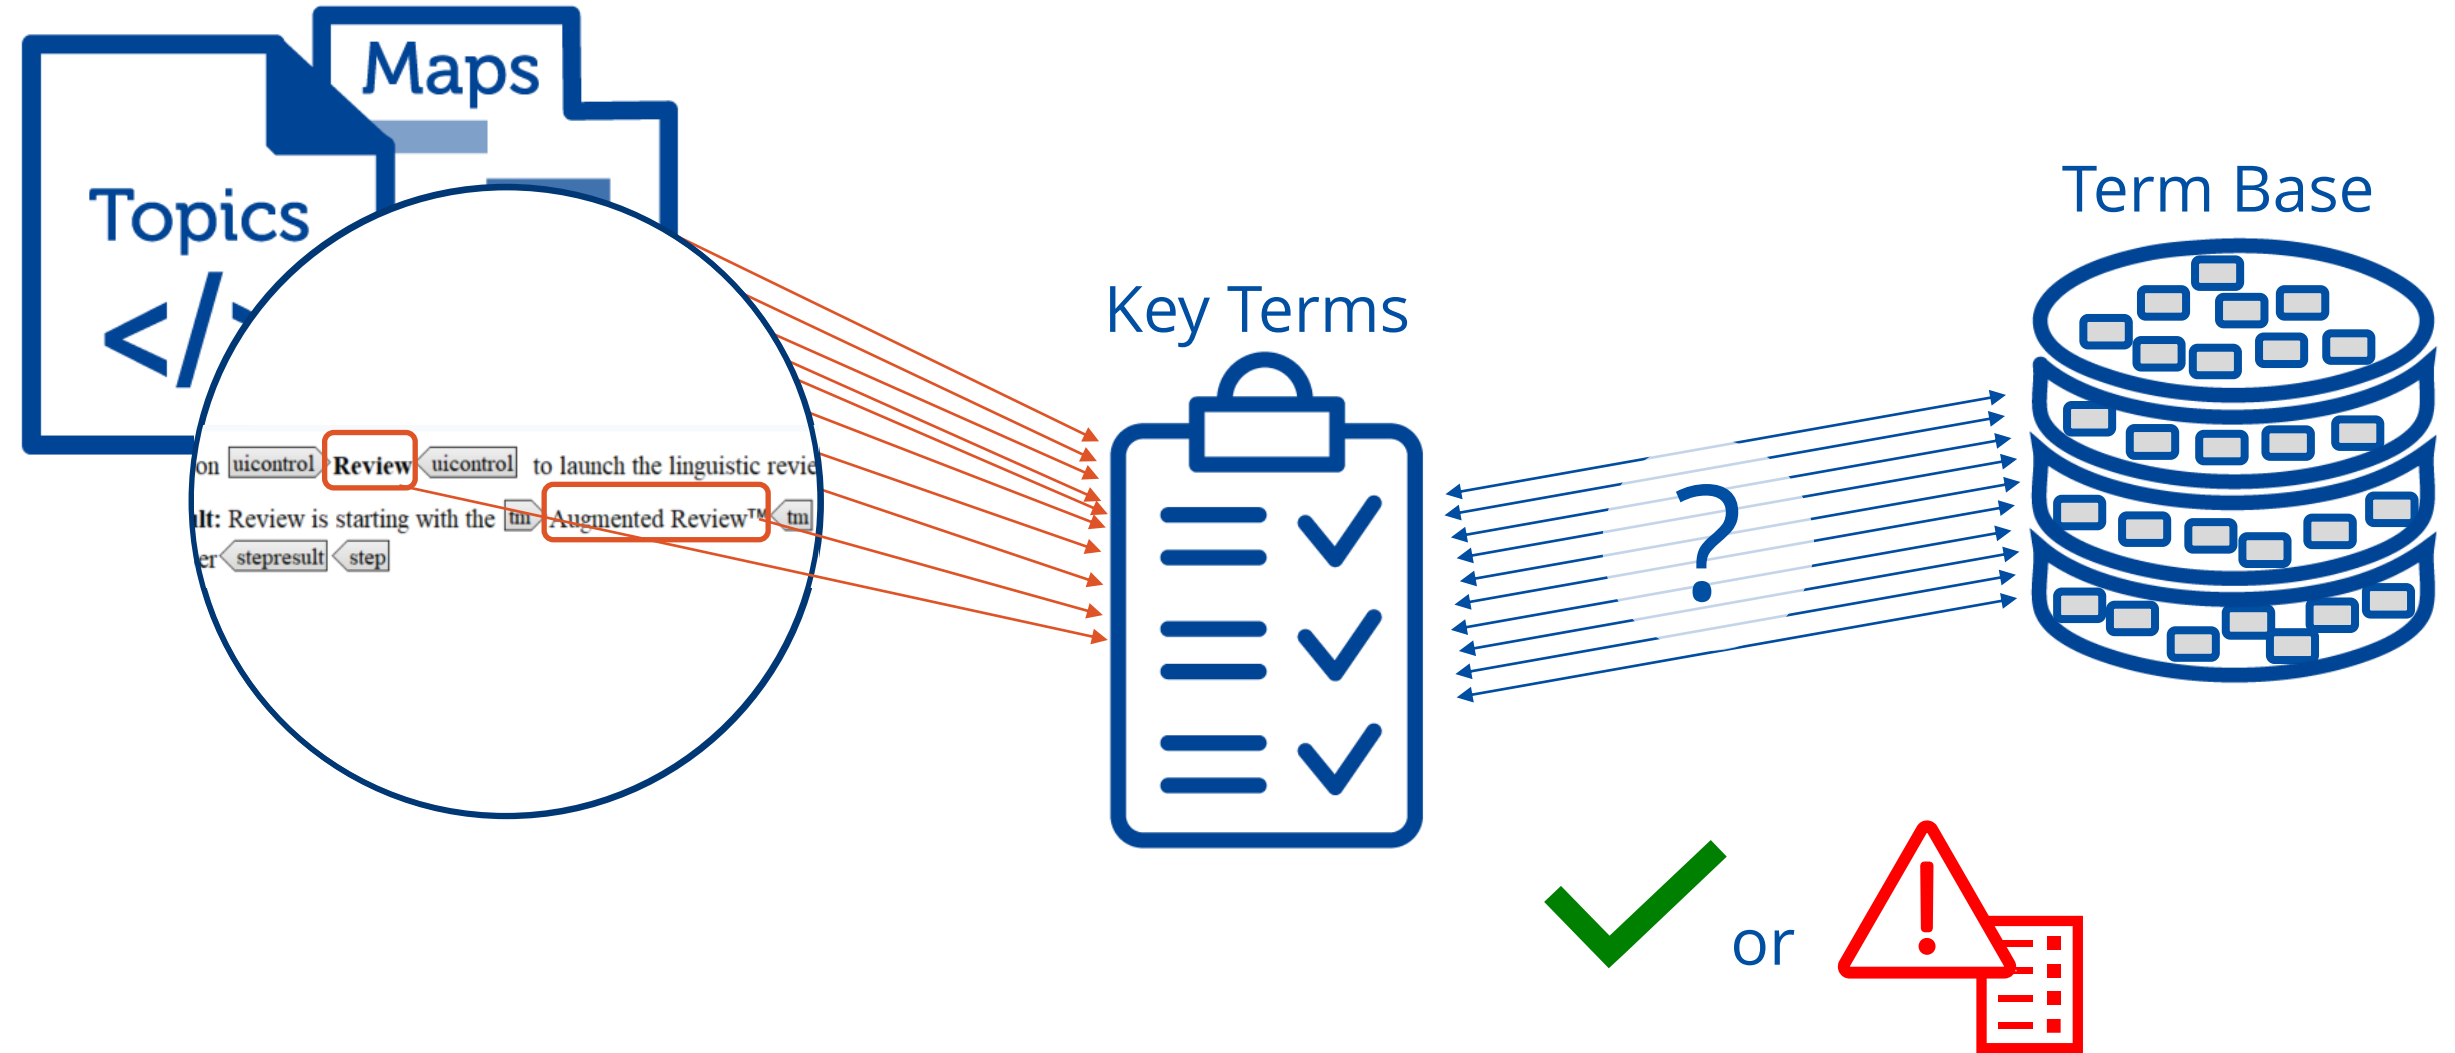 Maps
Topics
</>
Term Base
Key Terms
on uicontrol Review uicontrol to launch the linguistic revie
lt: Review is starting with the tm Augmented Review™ tm
er stepresult step
?
or